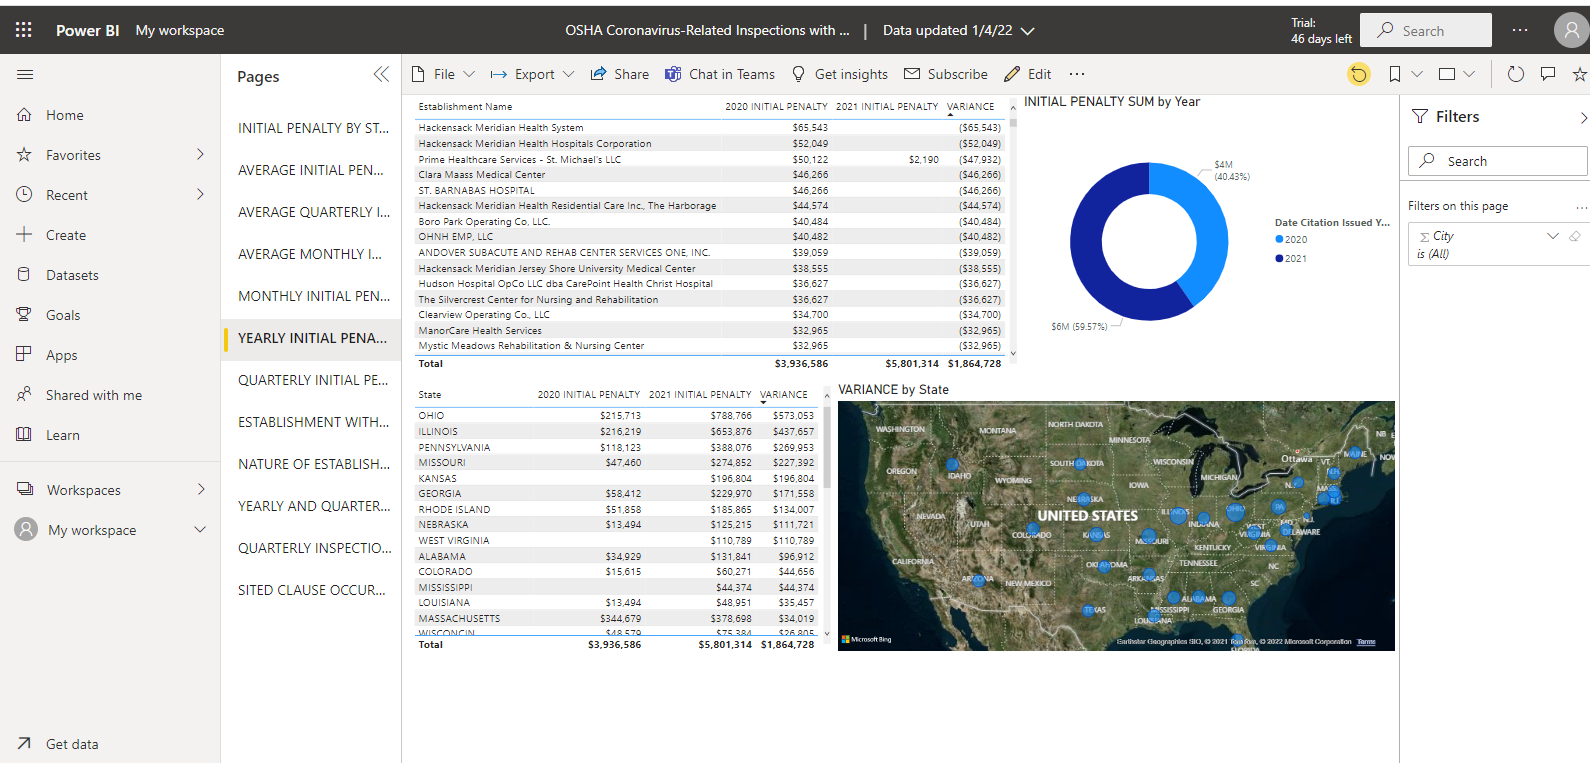 Power BI My workspace OSHA Coronavirus-Related Inspections with ... | Data updated 1/4/22 Trial: 46 days left Search ...
Home
Favorites
Recent
Create
Datasets
Goals
Apps
Shared with me
Learn
Workspaces
My workspace
Get data
Pages
INITIAL PENALTY BY ST...
AVERAGE INITIAL PEN...
AVERAGE QUARTERLY I...
AVERAGE MONTHLY I...
MONTHLY INITIAL PEN...
YEARLY INITIAL PENA...
QUARTERLY INITIAL PE...
ESTABLISHMENT WITH...
NATURE OF ESTABLISH...
YEARLY AND QUARTER...
QUARTERLY INSPECTIO...
SITED CLAUSE OCCUR...
File Export Share Chat in Teams Get insights Subscribe Edit ...
Establishment Name 2020 INITIAL PENALTY 2021 INITIAL PENALTY VARIANCE
Hackensack Meridian Health System $65,543 ($65,543)
Hackensack Meridian Health Hospitals Corporation $52,049 ($52,049)
Prime Healthcare Services - St. Michael's LLC $50,122 $2,190 ($47,932)
Clara Maass Medical Center $46,266 ($46,266)
ST. BARNABAS HOSPITAL $46,266 ($46,266)
Hackensack Meridian Health Residential Care Inc., The Harborage $44,574 ($44,574)
Boro Park Operating Co, LLC. $40,484 ($40,484)
OHNH EMP, LLC $40,482 ($40,482)
ANDOVER SUBACUTE AND REHAB CENTER SERVICES ONE, INC. $39,059 ($39,059)
Hackensack Meridian Jersey Shore University Medical Center $38,555 ($38,555)
Hudson Hospital OpCo LLC dba CarePoint Health Christ Hospital $36,627 ($36,627)
The Silvercrest Center for Nursing and Rehabilitation $36,627 ($36,627)
Clearview Operating Co., LLC $34,700 ($34,700)
ManorCare Health Services $32,965 ($32,965)
Mystic Meadows Rehabilitation & Nursing Center $32,965 ($32,965)
Total $3,936,586 $5,801,314 $1,864,728
INITIAL PENALTY SUM by Year
$4M
(40.43%)
$6M (59.57%)
Date Citation Issued Y...
2020
2021
State 2020 INITIAL PENALTY 2021 INITIAL PENALTY VARIANCE
OHIO $215,713 $788,766 $573,053
ILLINOIS $216,219 $653,876 $437,657
PENNSYLVANIA $118,123 $388,076 $269,953
MISSOURI $47,460 $274,852 $227,392
KANSAS $196,804 $196,804
GEORGIA $58,412 $229,970 $171,558
RHODE ISLAND $51,858 $185,865 $134,007
NEBRASKA $13,494 $125,215 $111,721
WEST VIRGINIA $110,789 $110,789
ALABAMA $34,929 $131,841 $96,912
COLORADO $15,615 $60,271 $44,656
MISSISSIPPI $44,374 $44,374
LOUISIANA $13,494 $48,951 $35,457
MASSACHUSETTS $344,679 $378,698 $34,019
WISCONCIN $48,579 $75,384 $26,805
Total $3,936,586 $5,801,314 $1,864,728
VARIANCE by State
WASHINGTON MONTANA NORTH DAKOTA MINNESOTA NB
OREGON IDAHO SOUTH DAKOTA WISCONSIN Ottawa VT MAINE NOV
WYOMING IOWA MICHIGAN
NEBRASKA
NEVADA UTAH UNITED STATES ILLINOIS INDIANA OHIO PA RI
COLORADO KANSAS MISSOURI WEST VIRGINIA DELAWARE
CALIFORNIA KENTUCKY VIRGINIA
ARIZONA NEW MEXICO OKLAHOMA ARKANSAS TENNESSEE NC
SC
TEXAS MISSISSIPPI ALABAMA GEORGIA
LOUISIANA
FLORIDA
Microsoft Bing
Earthstar Geographics SIO, © 2021 TomTom, © 2022 Microsoft Corporation Terms
Filters
Search
Filters on this page ...
City
is (All)